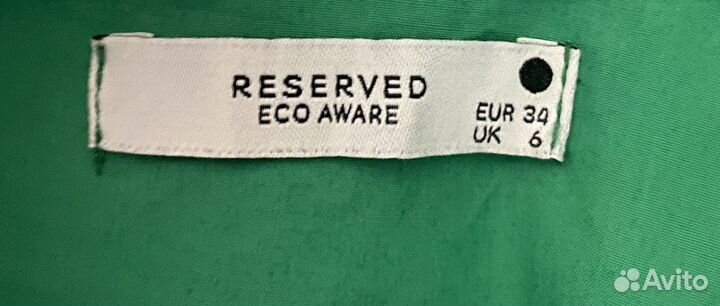 RESERVED
ECO AWARE
EUR 34
UK 6
Avito